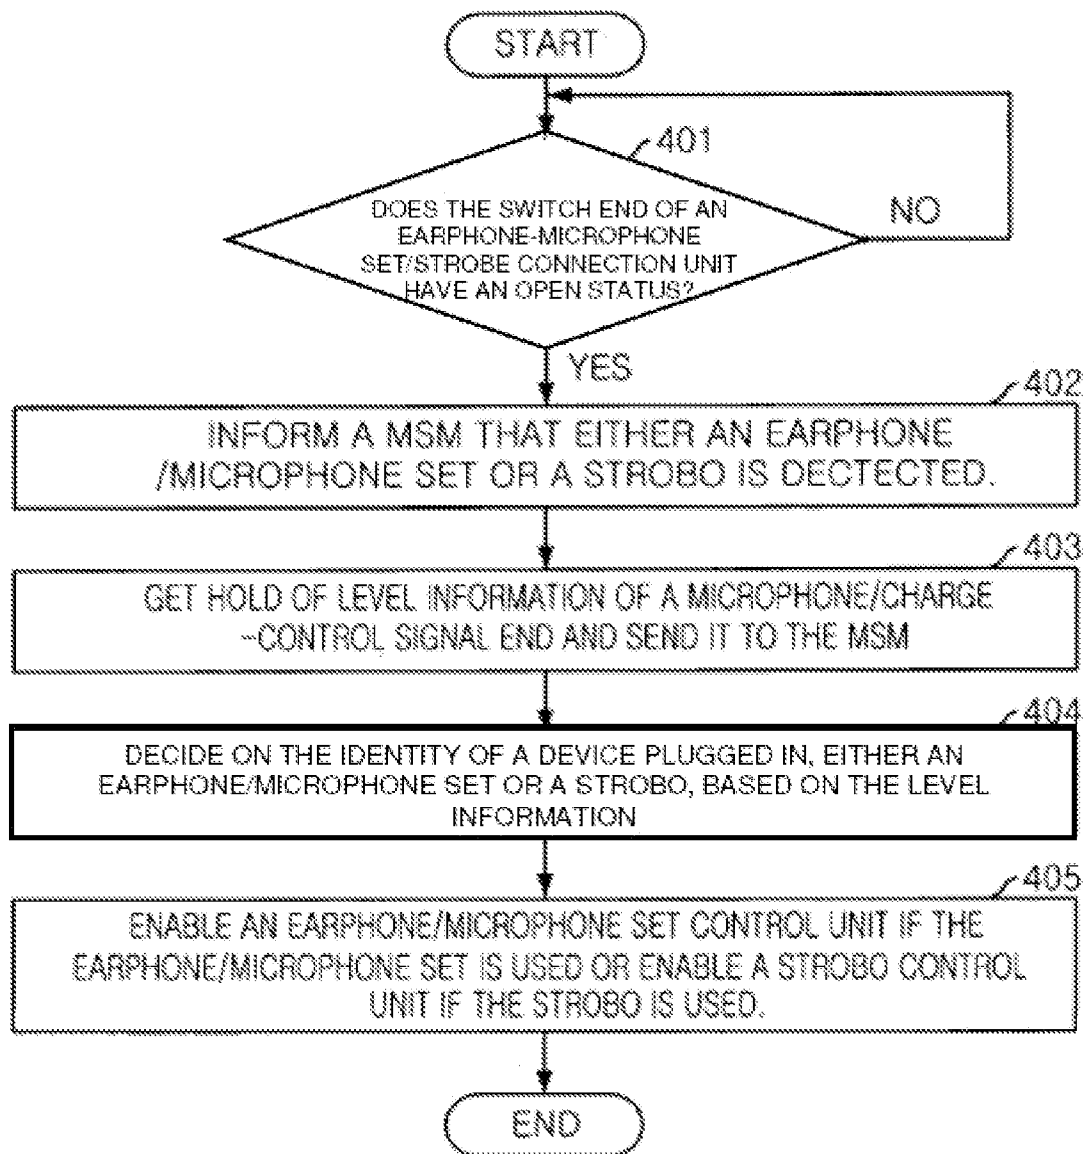 START
401
DOES THE SWITCH END OF AN
EARPHONE-MICROPHONE
SET/STROBE CONNECTION UNIT
HAVE AN OPEN STATUS?
NO
YES
402
INFORM A MSM THAT EITHER AN EARPHONE
/MICROPHONE SET OR A STROBO IS DECTECTED.
403
GET HOLD OF LEVEL INFORMATION OF A MICROPHONE/CHARGE
-CONTROL SIGNAL END AND SEND IT TO THE MSM
404
DECIDE ON THE IDENTITY OF A DEVICE PLUGGED IN, EITHER AN
EARPHONE/MICROPHONE SET OR A STROBO, BASED ON THE LEVEL
INFORMATION
405
ENABLE AN EARPHONE/MICROPHONE SET CONTROL UNIT IF THE
EARPHONE/MICROPHONE SET IS USED OR ENABLE A STROBO CONTROL
UNIT IF THE STROBO IS USED.
END